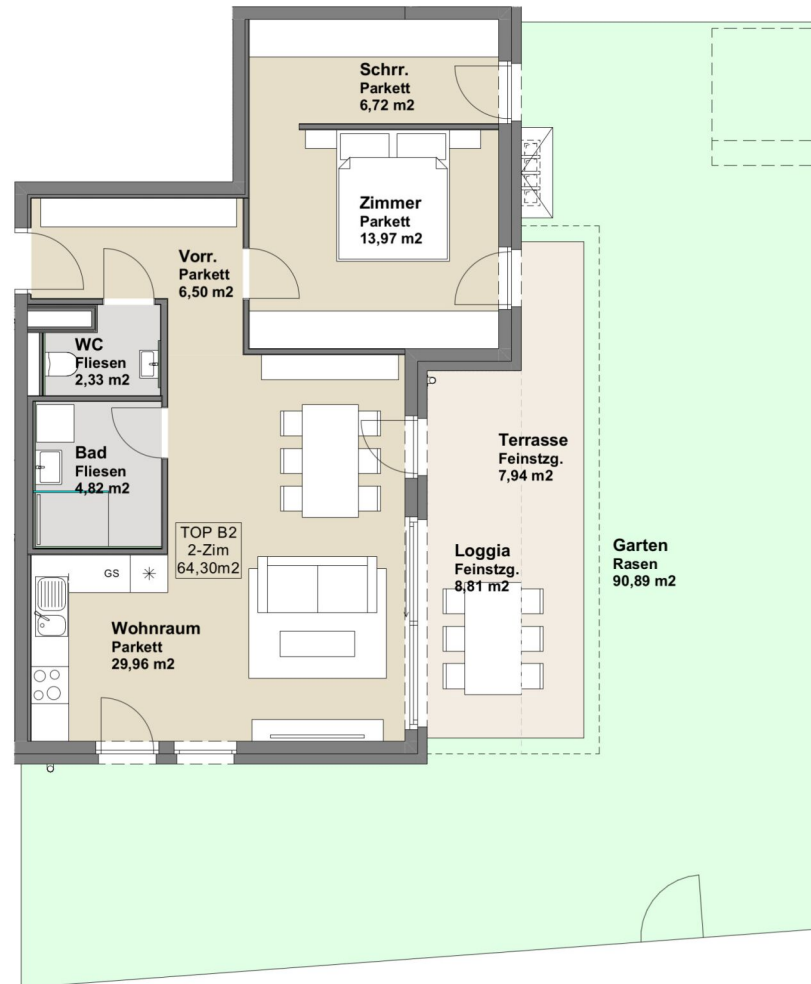 Schrr.
Parkett
6,72 m2
Zimmer
Parkett
13,97 m2
Vorr.
Parkett
6,50 m2
WC
Fliesen
2,33 m2
Bad
Fliesen
4,82 m2
TOP B2
2-Zim
64,30m2
GS
Wohnraum
Parkett
29,96 m2
Terrasse
Feinstzg.
7,94 m2
Loggia
Feinstzg.
8,81 m2
Garten
Rasen
90,89 m2